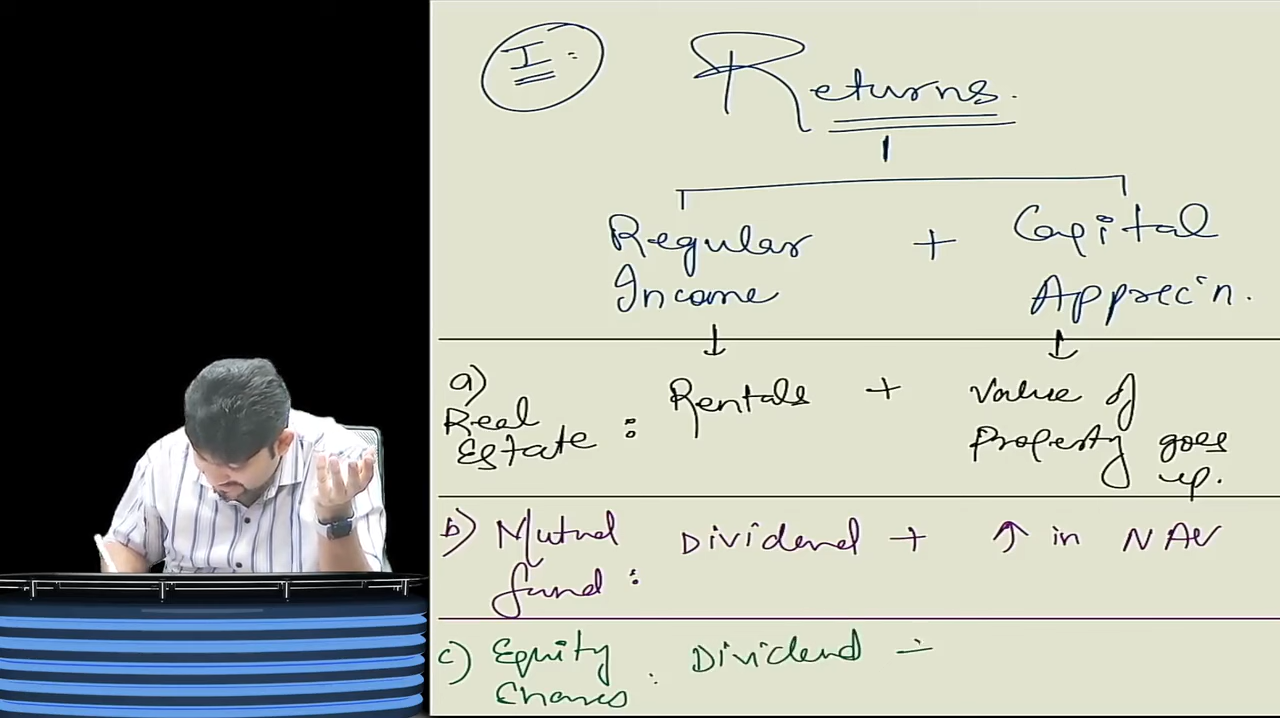 I:
Returns.
Regular + Capital
Income Apprec'n.
a) Rentals + Value of
Real Property goes
Estate : up.
b) Mutual Dividend + ↑ in NAV
fund :
c) Equity : Dividend +
Shares